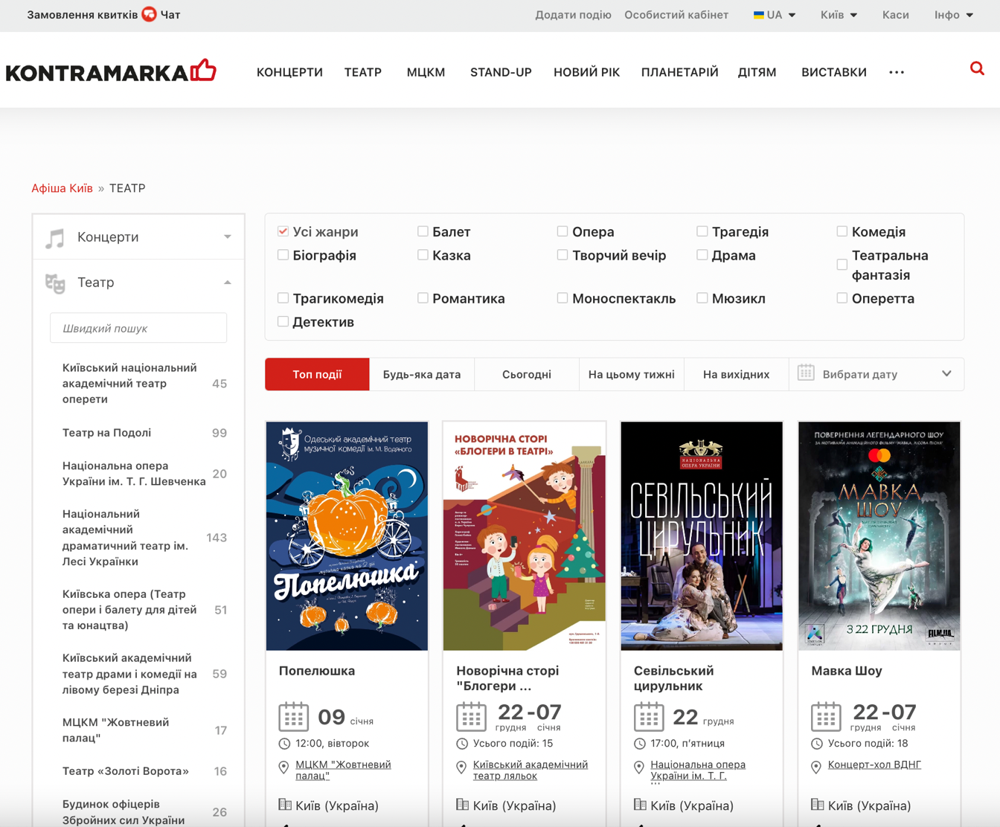 Замовлення квитків Чат
Додати подію Особистий кабінет UA Київ Каси Інфо
KONTRAMARKA
КОНЦЕРТИ ТЕАТР МЦКМ STAND-UP НОВИЙ РІК ПЛАНЕТАРІЙ ДІТЯМ ВИСТАВКИ ...
Афіша Київ » ТЕАТР
Концерти
Театр
Швидкий пошук
Київський національний
академічний театр
оперети
45
Театр на Подолі 99
Національна опера
України ім. Т. Г. Шевченка
20
Національний
академічний
драматичний театр ім.
Лесі Українки
143
Київська опера (Театр
опери і балету для дітей
та юнацтва)
51
Київський академічний
театр драми і комедії на
лівому березі Дніпра
59
МЦКМ "Жовтневий
палац"
17
Театр «Золоті Ворота» 16
Будинок офіцерів
Збройних сил України
26
Усі жанри Балет Опера Трагедія Комедія
Біографія Казка Творчий вечір Драма Театральна
фантазія
Трагикомедія Романтика Моноспектакль Мюзикл Оперетта
Детектив
Топ події Будь-яка дата Сьогодні На цьому тижні На вихідних Вибрати дату
Одеський академічний театр
музичної комедії ім. М. Водяного
Попелюшка
Попелюшка
09 січня
12:00, вівторок
МЦКМ "Жовтневий
палац"
Київ (Україна)
НОВОРІЧНА СТОРІ
«БЛОГЕРИ В ТЕАТРІ»
Новорічна сторі
"Блогери ...
22-07
грудня січня
Усього подій: 15
Київський академічний
театр ляльок
Київ (Україна)
НАЦІОНАЛЬНА
ОПЕРА УКРАЇНИ
СЕВІЛЬСЬКИЙ
ЦИРУЛЬНИК
Севільський
цирульник
22 грудня
17:00, п’ятниця
Національна опера
України ім. Т. Г.
Київ (Україна)
ПОВЕРНЕННЯ ЛЕГЕНДАРНОГО ШОУ
ЗА МОТИВАМИ АНІМАЦІЙНОГО ФІЛЬМУ "МАВКА. ЛІСОВА ПІСНЯ"
МАВКА
ШОУ
З 22 ГРУДНЯ
FILM.UA
Мавка Шоу
22-07
грудня січня
Усього подій: 18
Концерт-хол ВДНГ
Київ (Україна)